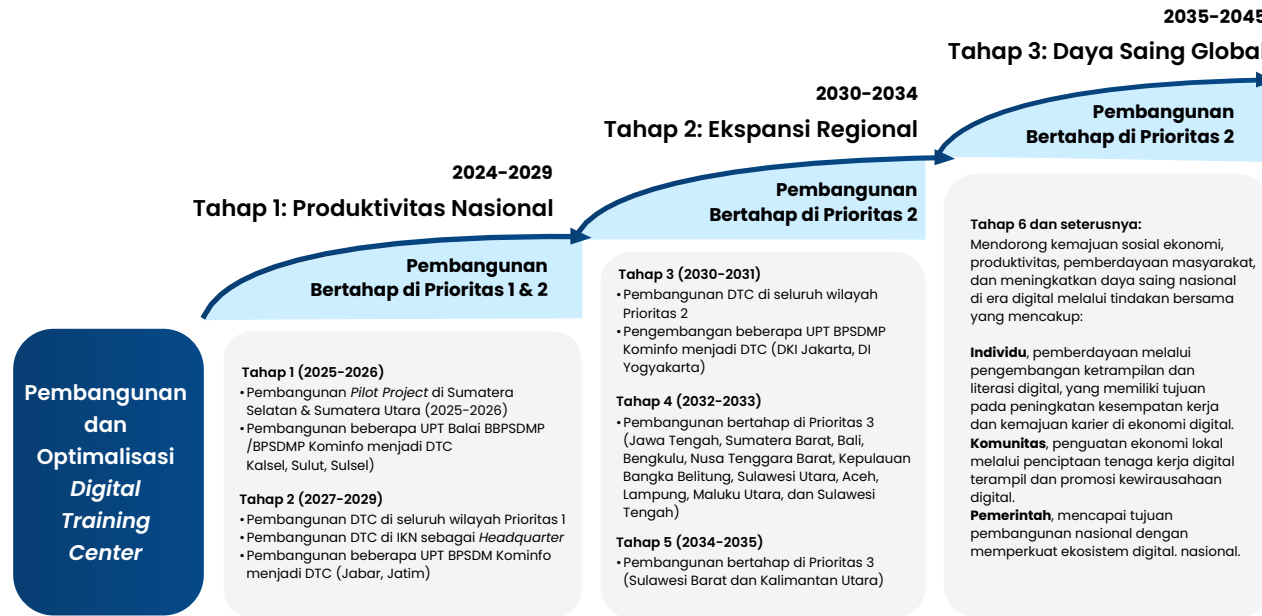 Pembangunan
dan
Optimalisasi
Digital
Training
Center
2024-2029
Tahap 1: Produktivitas Nasional
Pembangunan
Bertahap di Prioritas 1 & 2
Tahap 1 (2025-2026)
•Pembangunan Pilot Project di Sumatera
Selatan & Sumatera Utara (2025-2026)
•Pembangunan beberapa UPT Balai BBPSDMP
/BPSDMP Kominfo menjadi DTC
Kalsel, Sulut, Sulsel)
Tahap 2 (2027-2029)
•Pembangunan DTC di seluruh wilayah Prioritas 1
•Pembangunan DTC di IKN sebagai Headquarter
•Pembangunan beberapa UPT BPSDM Kominfo
menjadi DTC (Jabar, Jatim)
2030-2034
Tahap 2: Ekspansi Regional
Pembangunan
Bertahap di Prioritas 2
Tahap 3 (2030-2031)
•Pembangunan DTC di seluruh wilayah
Prioritas 2
•Pengembangan beberapa UPT BPSDMP
Kominfo menjadi DTC (DKI Jakarta, DI
Yogyakarta)
Tahap 4 (2032-2033)
•Pembangunan bertahap di Prioritas 3
(Jawa Tengah, Sumatera Barat, Bali,
Bengkulu, Nusa Tenggara Barat, Kepulauan
Bangka Belitung, Sulawesi Utara, Aceh,
Lampung, Maluku Utara, dan Sulawesi
Tengah)
Tahap 5 (2034-2035)
•Pembangunan bertahap di Prioritas 3
(Sulawesi Barat dan Kalimantan Utara)
2035-2045
Tahap 3: Daya Saing Global
Pembangunan
Bertahap di Prioritas 2
Tahap 6 dan seterusnya:
Mendorong kemajuan sosial ekonomi,
produktivitas, pemberdayaan masyarakat,
dan meningkatkan daya saing nasional
di era digital melalui tindakan bersama
yang mencakup:
Individu, pemberdayaan melalui
pengembangan ketrampilan dan
literasi digital, yang memiliki tujuan
pada peningkatan kesempatan kerja
dan kemajuan karier di ekonomi digital.
Komunitas, penguatan ekonomi lokal
melalui penciptaan tenaga kerja digital
terampil dan promosi kewirausahaan
digital.
Pemerintah, mencapai tujuan
pembangunan nasional dengan
memperkuat ekosistem digital. nasional.